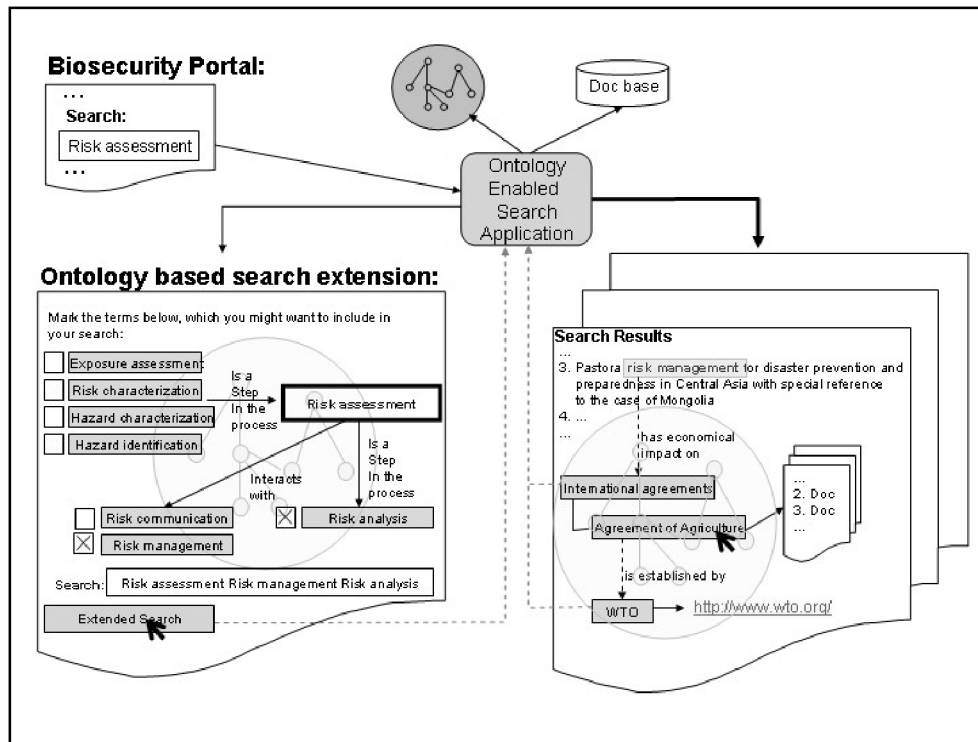 Biosecurity Portal:
...
Search:
Risk assessment
...
Doc base
Ontology
Enabled
Search
Application
Ontology based search extension:
Mark the terms below, which you might want to include in
your search:
Exposure assessment
Risk characterization
Hazard characterization
Hazard identification
Is a
Step
In the
process
Risk assessment
Interacts
with
Is a
Step
In the
process
Risk communication
Risk management
Risk analysis
Search:
Risk assessment Risk management Risk analysis
Extended Search
Search Results
...
3. Pastora risk management for disaster prevention and
preparedness in Central Asia with special reference
to the case of Mongolia
4. ...
...
has economical
impact on
International agreements
Agreement of Agriculture
...
2. Doc
3. Doc
...
is established by
WTO
http://www.wto.org/